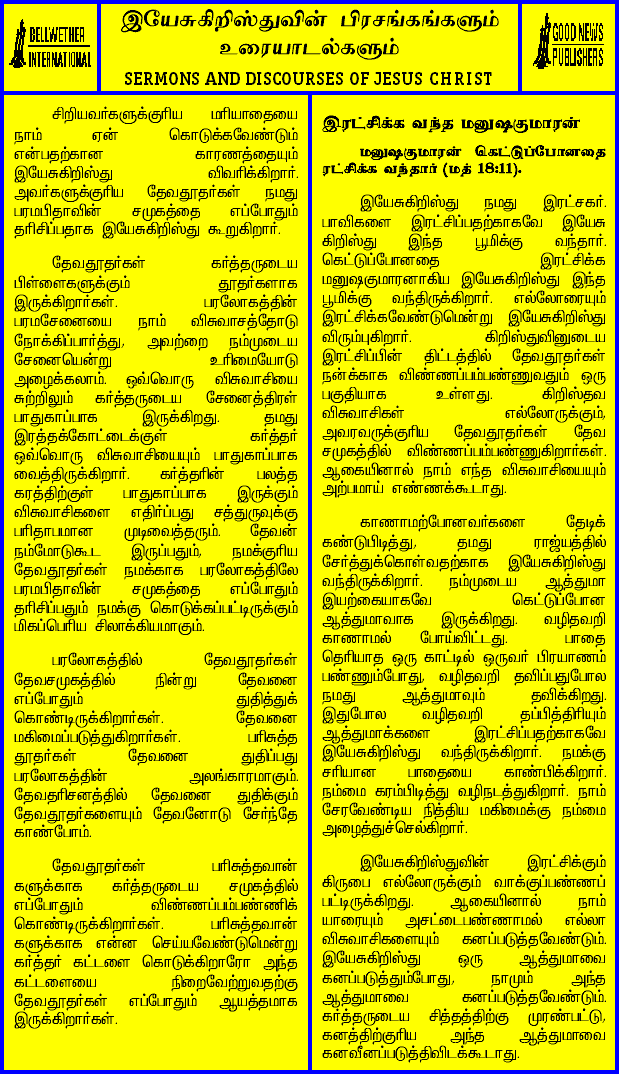 BELLWETHER
INTERNATIONAL
இயேசுகிறிஸ்துவின் பிரசங்கங்களும்
உரையாடல்களும்
SERMONS AND DISCOURSES OF JESUS CHRIST
GOOD NEWS
PUBLISHERS
சிறியவர்களுக்குரிய மரியாதையை
நாம் ஏன் கொடுக்கவேண்டும்
என்பதற்கான காரணத்தையும்
இயேசுகிறிஸ்து விவரிக்கிறார்.
அவர்களுக்குரிய தேவதூதர்கள் நமது
பரமபிதாவின் சமுகத்தை எப்போதும்
தரிசிப்பதாக இயேசுகிறிஸ்து கூறுகிறார்.
தேவதூதர்கள் கர்த்தருடைய
பிள்ளைகளுக்கும் தூதர்களாக
இருக்கிறார்கள். பரலோகத்தின்
பரமசேனையை நாம் விசுவாசத்தோடு
நோக்கிப்பார்த்து, அவற்றை நம்முடைய
சேனையென்று உரிமையோடு
அழைக்கலாம். ஒவ்வொரு விசுவாசியை
சுற்றிலும் கர்த்தருடைய சேனைத்திரள்
பாதுகாப்பாக இருக்கிறது. தமது
இரத்தக்கோட்டைக்குள் கர்த்தர்
ஒவ்வொரு விசுவாசியையும் பாதுகாப்பாக
வைத்திருக்கிறார். கர்த்தரின் பலத்த
கரத்திற்குள் பாதுகாப்பாக இருக்கும்
விசுவாசிகளை எதிர்ப்பது சத்துருவுக்கு
பரிதாபமான முடிவைத்தரும். தேவன்
நம்மோடுகூட இருப்பதும், நமக்குரிய
தேவதூதர்கள் நமக்காக பரலோகத்திலே
பரமபிதாவின் சமுகத்தை எப்போதும்
தரிசிப்பதும் நமக்கு கொடுக்கப்பட்டிருக்கும்
மிகப்பெரிய சிலாக்கியமாகும்.
பரலோகத்தில் தேவதூதர்கள்
தேவசமுகத்தில் நின்று தேவனை
எப்போதும் துதித்துக்
கொண்டிருக்கிறார்கள். தேவனை
மகிமைப்படுத்துகிறார்கள். பரிசுத்த
தூதர்கள் தேவனை துதிப்பது
பரலோகத்தின் அலங்காரமாகும்.
தேவதரிசனத்தில் தேவனை துதிக்கும்
தேவதூதர்களையும் தேவனோடு சேர்ந்தே
காண்போம்.
தேவதூதர்கள் பரிசுத்தவான்
களுக்காக கர்த்தருடைய சமுகத்தில்
எப்போதும் விண்ணப்பம்பண்ணிக்
கொண்டிருக்கிறார்கள். பரிசுத்தவான்
களுக்காக என்ன செய்யவேண்டுமென்று
கர்த்தர் கட்டளை கொடுக்கிறாரோ அந்த
கட்டளையை நிறைவேற்றுவதற்கு
தேவதூதர்கள் எப்போதும் ஆயத்தமாக
இருக்கிறார்கள்.
இரட்சிக்க வந்த மனுஷகுமாரன்
மனுஷகுமாரன் கெட்டுப்போனதை
ரட்சிக்க வந்தார் (மத் 18:11).
இயேசுகிறிஸ்து நமது இரட்சகர்.
பாவிகளை இரட்சிப்பதற்காகவே இயேசு
கிறிஸ்து இந்த பூமிக்கு வந்தார்.
கெட்டுப்போனதை இரட்சிக்க
மனுஷகுமாரனாகிய இயேசுகிறிஸ்து இந்த
பூமிக்கு வந்திருக்கிறார். எல்லோரையும்
இரட்சிக்கவேண்டுமென்று இயேசுகிறிஸ்து
விரும்புகிறார். கிறிஸ்துவினுடைய
இரட்சிப்பின் திட்டத்தில் தேவதூதர்கள்
நனக்காக விண்ணப்பம்பண்ணுவதும் ஒரு
பகுதியாக உள்ளது. கிறிஸ்தவ
விசுவாசிகள் எல்லோருக்கும்,
அவரவருக்குரிய தேவதூதர்கள் தேவ
சமுகத்தில் விண்ணப்பம்பண்ணுகிறார்கள்.
ஆகையினால் நாம் எந்த விசுவாசியையும்
அற்பமாய் எண்ணக்கூடாது.
காணாமற்போனவர்களை தேடிக்
கண்டுபிடித்து, தமது ராஜ்யத்தில்
சேர்த்துக்கொள்வதற்காக இயேசுகிறிஸ்து
வந்திருக்கிறார். நம்முடைய ஆத்துமா
இயற்கையாகவே கெட்டுப்போன
ஆத்துமாவாக இருக்கிறது. வழிதவறி
காணாமல் போய்விட்டது. பாதை
தெரியாத ஒரு காட்டில் ஒருவர் பிரயாணம்
பண்ணும்போது, வழிதவறி தவிப்பதுபோல
நமது ஆத்துமாவும் தவிக்கிறது.
இதுபோல வழிதவறி தப்பித்திரியும்
ஆத்துமாக்களை இரட்சிப்பதற்காகவே
இயேசுகிறிஸ்து வந்திருக்கிறார். நமக்கு
சரியான பாதையை காண்பிக்கிறார்.
நம்மை கரம்பிடித்து வழிநடத்துகிறார். நாம்
சேரவேண்டிய நித்திய மகிமைக்கு நம்மை
அழைத்துச்செல்கிறார்.
இயேசுகிறிஸ்துவின் இரட்சிக்கும்
கிருபை எல்லோருக்கும் வாக்குப்பண்ணப்
பட்டிருக்கிறது. ஆகையினால் நாம்
யாரையும் அசட்டைபண்ணாமல் எல்லா
விசுவாசிகளையும் கனப்படுத்தவேண்டும்.
இயேசுகிறிஸ்து ஒரு ஆத்துமாவை
கனப்படுத்தும்போது, நாமும் அந்த
ஆத்துமாவை கனப்படுத்தவேண்டும்.
கர்த்தருடைய சித்தத்திற்கு முரண்பட்டு,
கனத்திற்குரிய அந்த ஆத்துமாவை
கனவீனப்படுத்திவிடக்கூடாது.